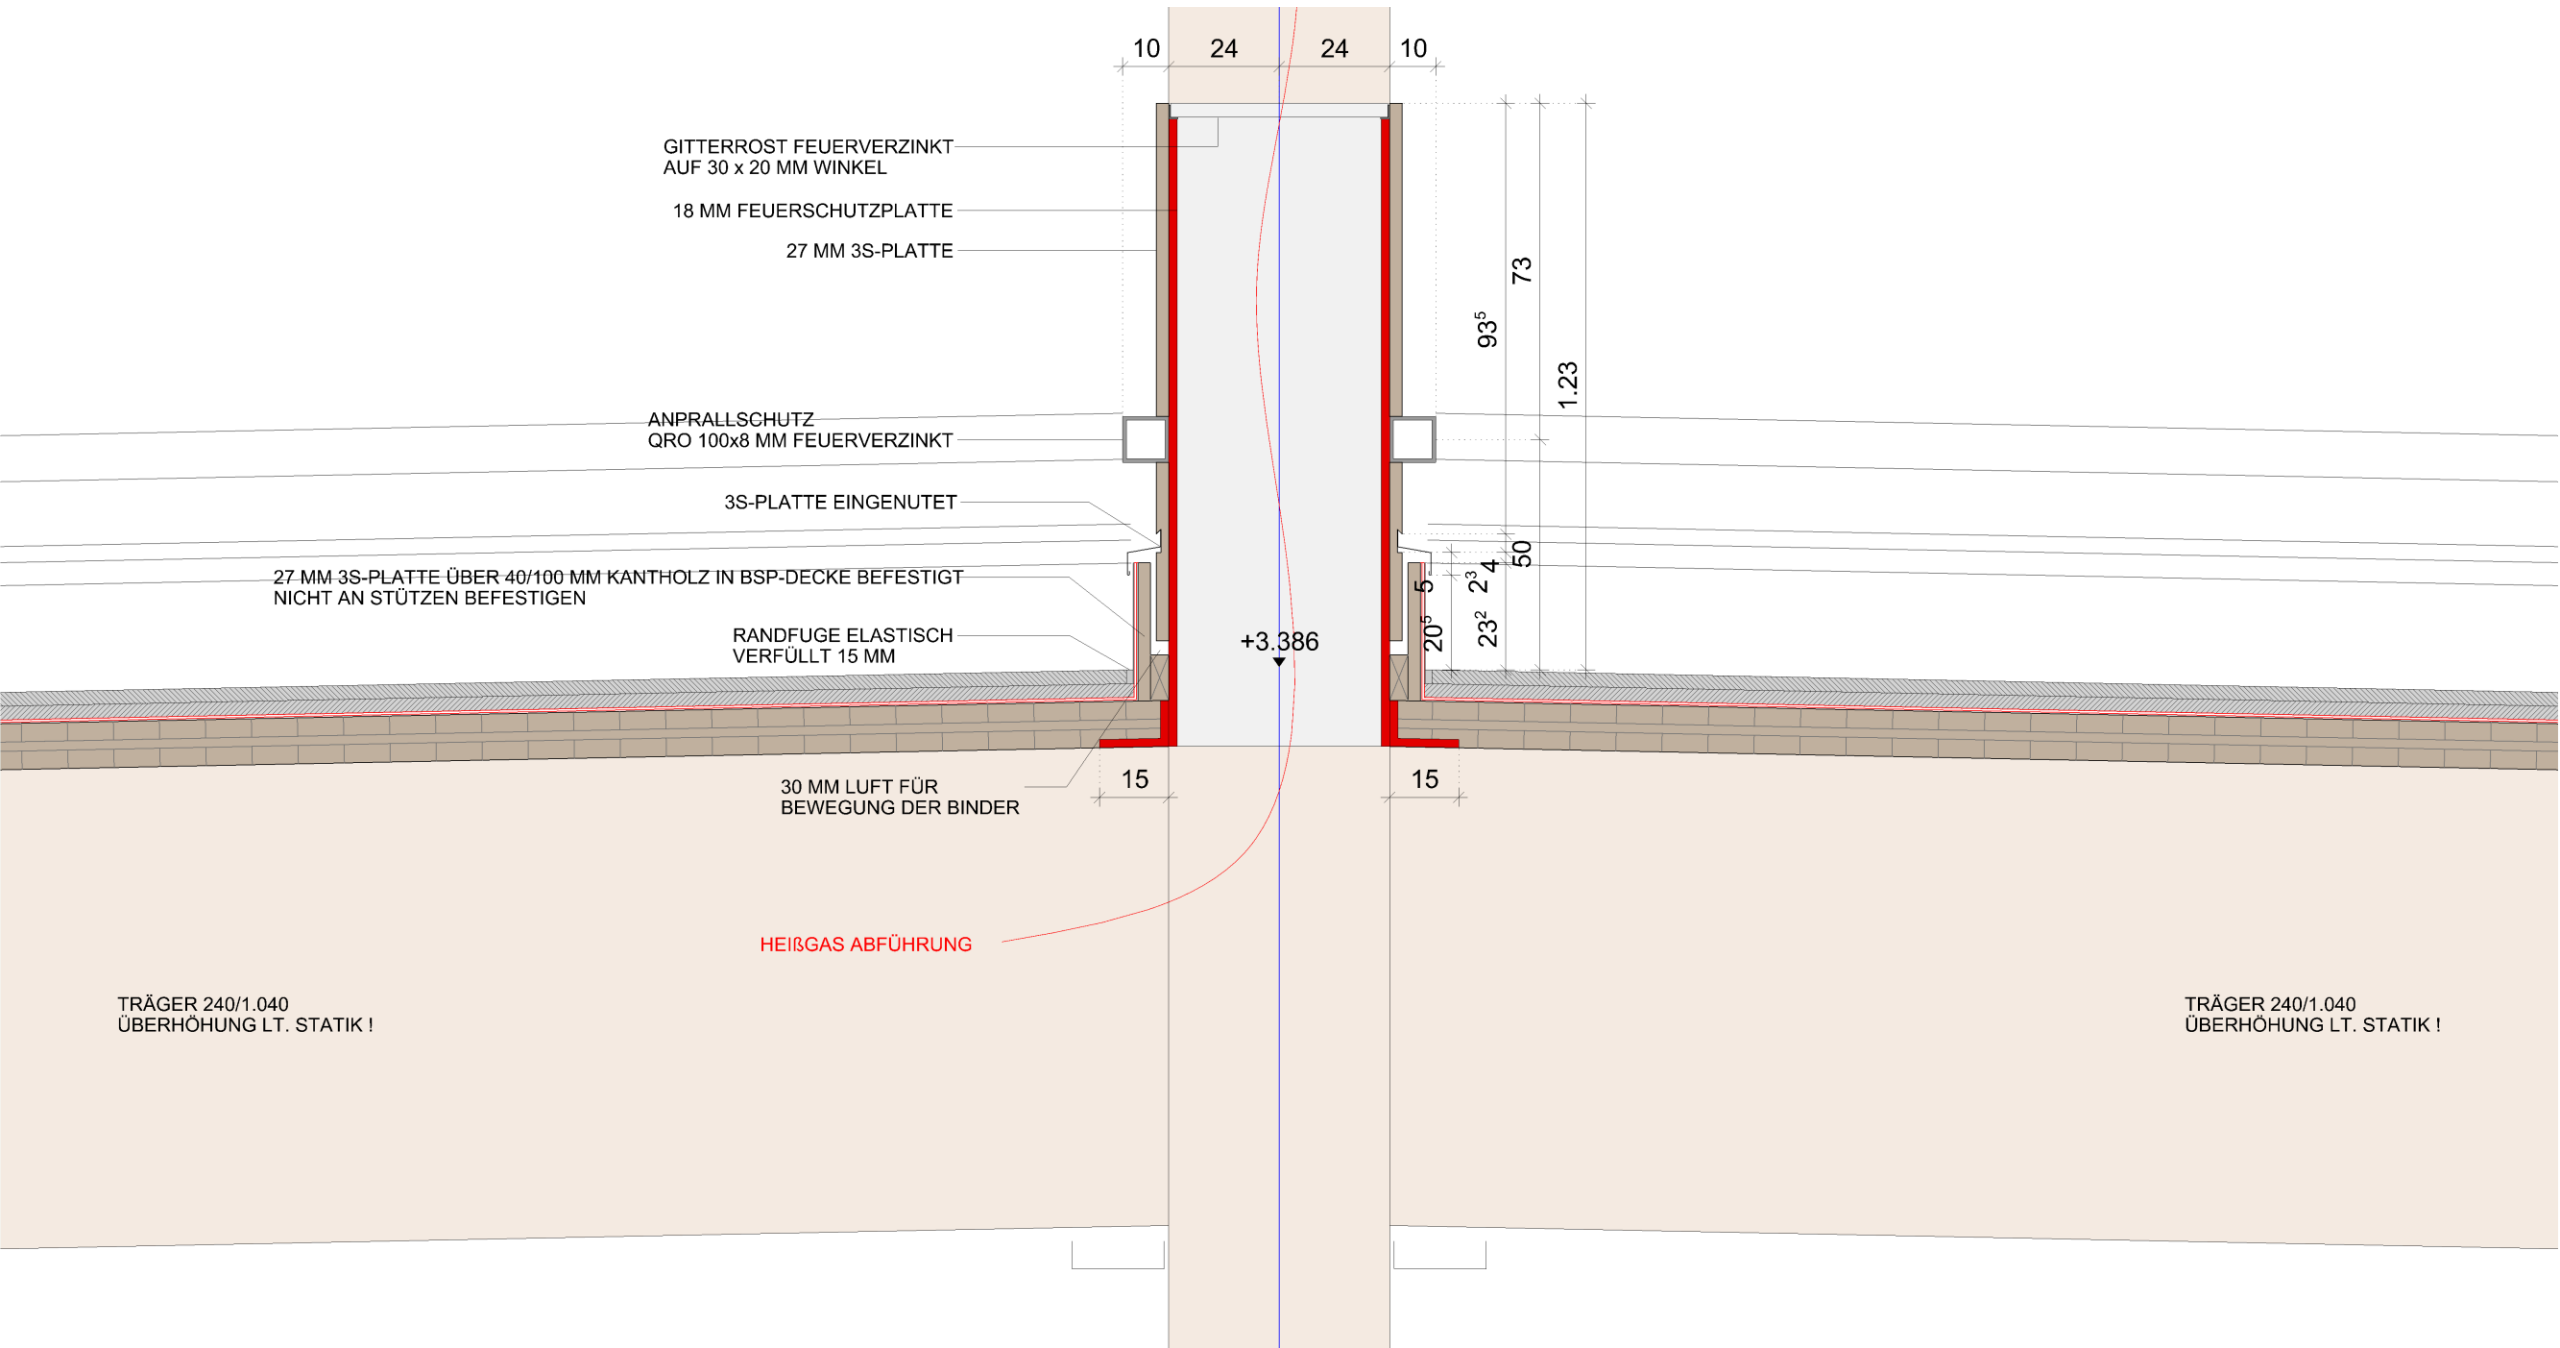 10 24 24 10
GITTERROST FEUERVERZINKT
AUF 30 x 20 MM WINKEL
18 MM FEUERSCHUTZPLATTE
27 MM 3S-PLATTE
73
93⁵
1.23
ANPRALLSCHUTZ
QRO 100x8 MM FEUERVERZINKT
3S-PLATTE EINGENUTET
50
4
2³
5
27 MM 3S-PLATTE ÜBER 40/100 MM KANTHOLZ IN BSP-DECKE BEFESTIGT
NICHT AN STÜTZEN BEFESTIGEN
23²
20⁵
RANDFUGE ELASTISCH
VERFÜLLT 15 MM
+3.386
15 15
30 MM LUFT FÜR
BEWEGUNG DER BINDER
HEIßGAS ABFÜHRUNG
TRÄGER 240/1.040
ÜBERHÖHUNG LT. STATIK !
TRÄGER 240/1.040
ÜBERHÖHUNG LT. STATIK !